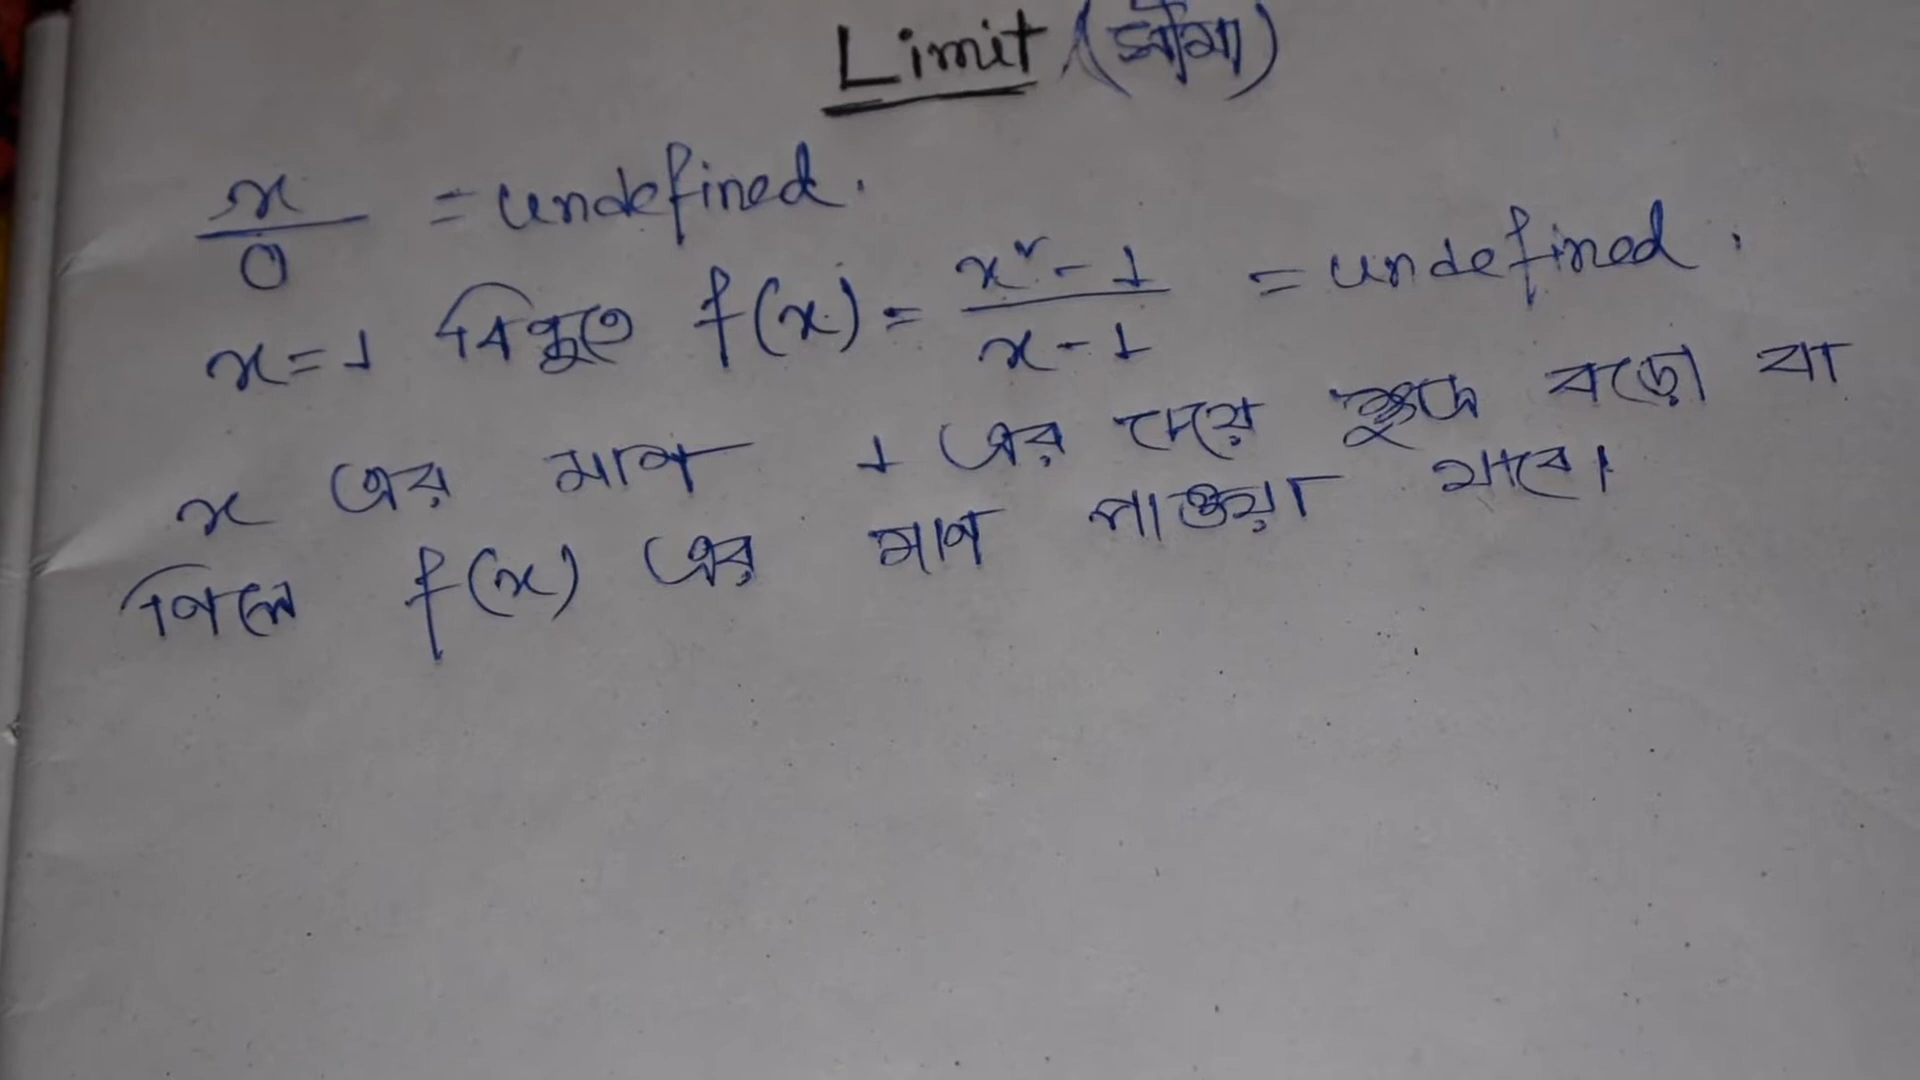 Limit (সীমা)
x/0 = undefined.
x=1 বিন্দুতে f(x) = x²-1/x-1 = undefined.
x এর মান 1 এর চেয়ে বড়ো বা
নিলে f(x) এর মান পাওয়া যাবে।